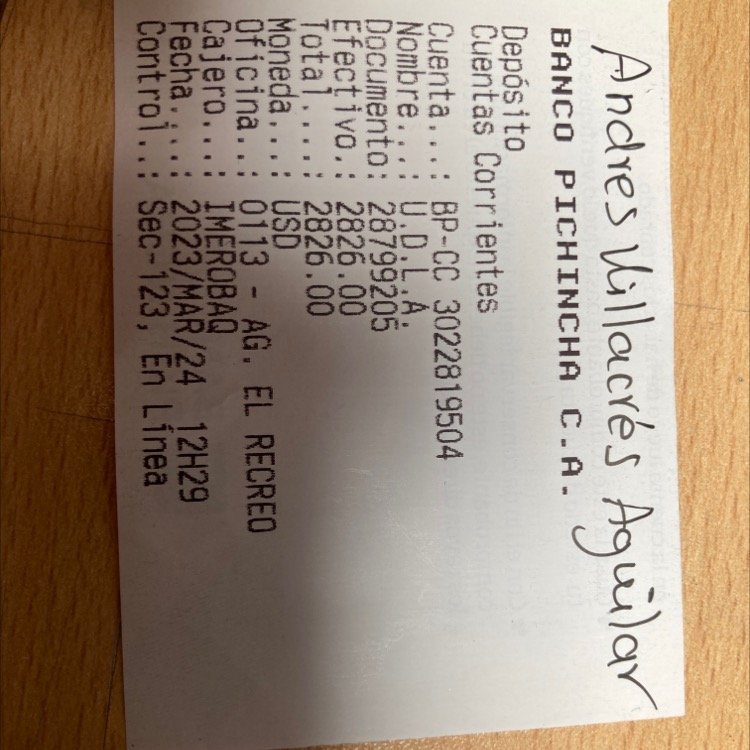 Andres Villacrés Aguilar
BANCO PICHINCHA C.A.
Depósito
Cuentas Corrientes
Cuenta...: BP-CC 3022819504
Nombre...: U.D.L.A.
Documento: 28799205
Efectivo.: 2826.00
Total....: 2826.00
Moneda...: USD
Oficina..: 0113 - AG. EL RECREO
Cajero...: IMEROBAQ
Fecha....: 2023/MAR/24 12H29
Control..: Sec-123, En Línea